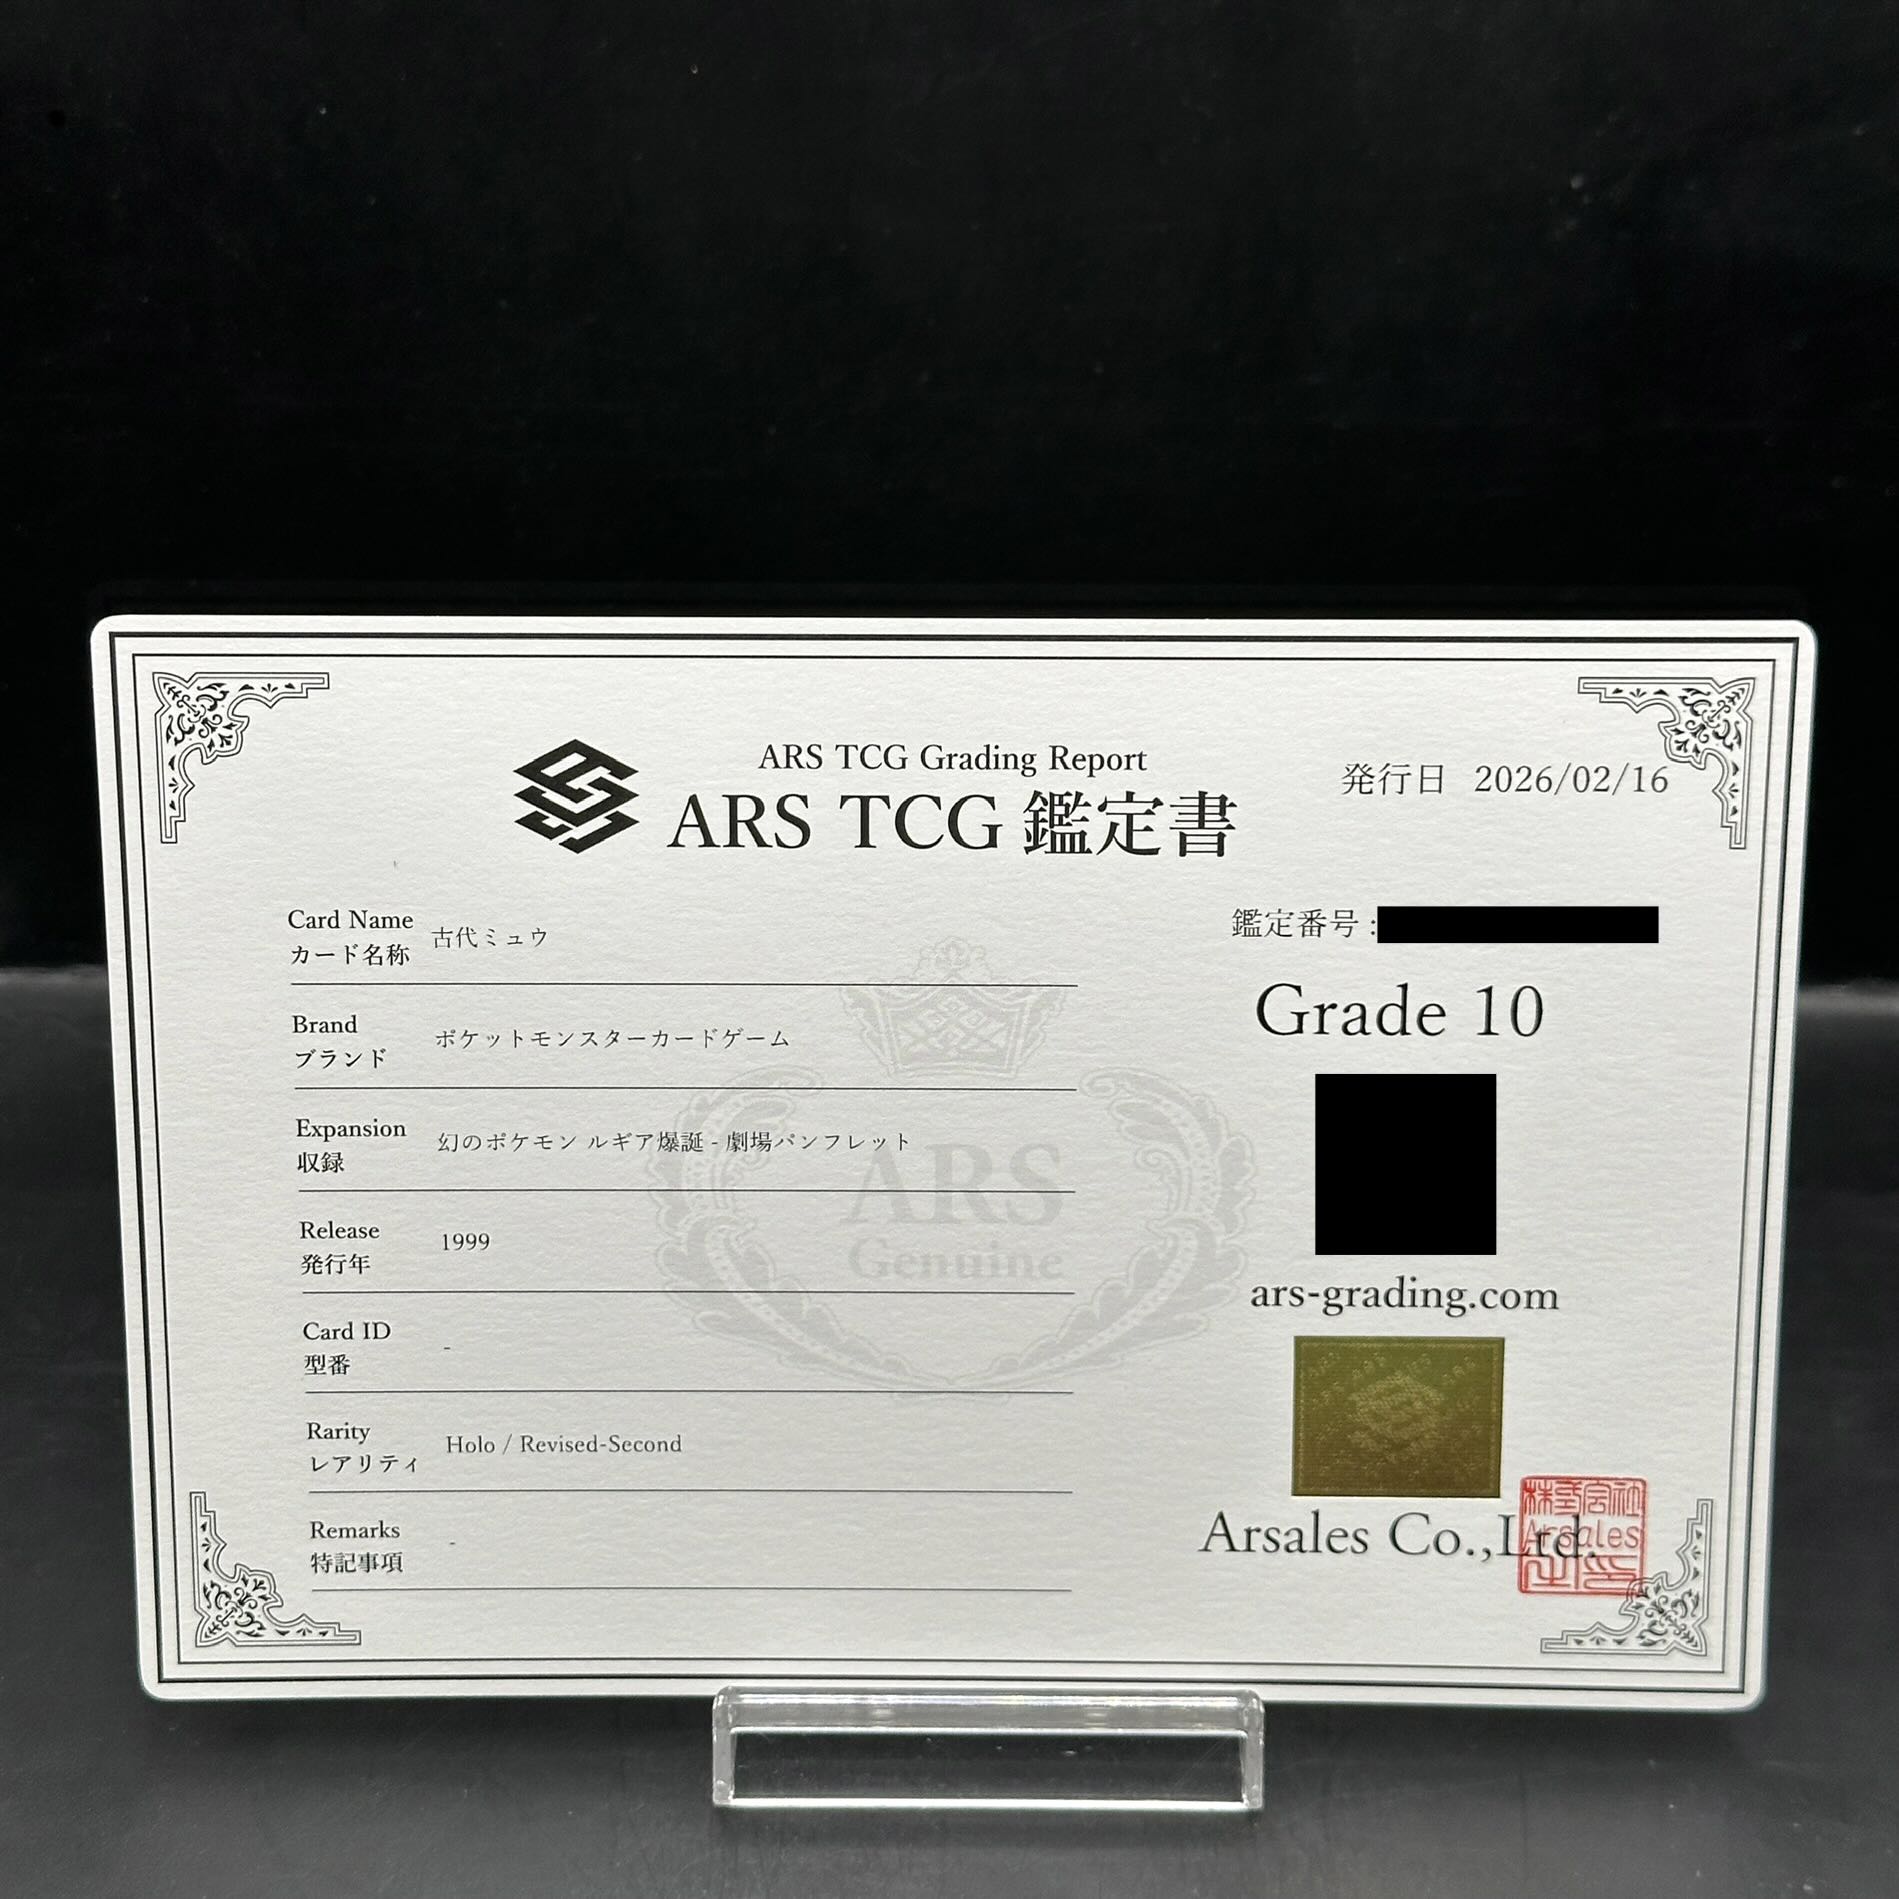 ARS TCG Grading Report
ARS TCG 鑑定書
発行日 2026/02/16
Card Name
カード名称
古代ミュウ
Brand
ブランド
ポケットモンスターカードゲーム
Expansion
収録
幻のポケモン ルギア爆誕 - 劇場パンフレット
Release
発行年
1999
Card ID
型番
-
Rarity
レアリティ
Holo / Revised-Second
Remarks
特記事項
-
ARS
Genuine
鑑定番号 :
Grade 10
ars-grading.com
Arsales Co.,Ltd.
株式会社
Arsales